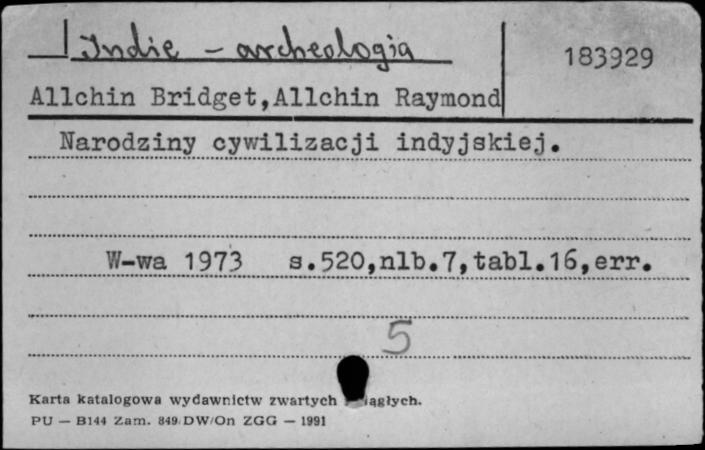 Indie - archeologia
183929
Allchin Bridget,Allchin Raymond
Narodziny cywilizacji indyjskiej.
W-wa 1973 s.520,nlb.7,tabl.16,err.
5
Karta katalogowa wydawnictw zwartych
PU — B144 Zam. 849/DW/On ZGG — 1991